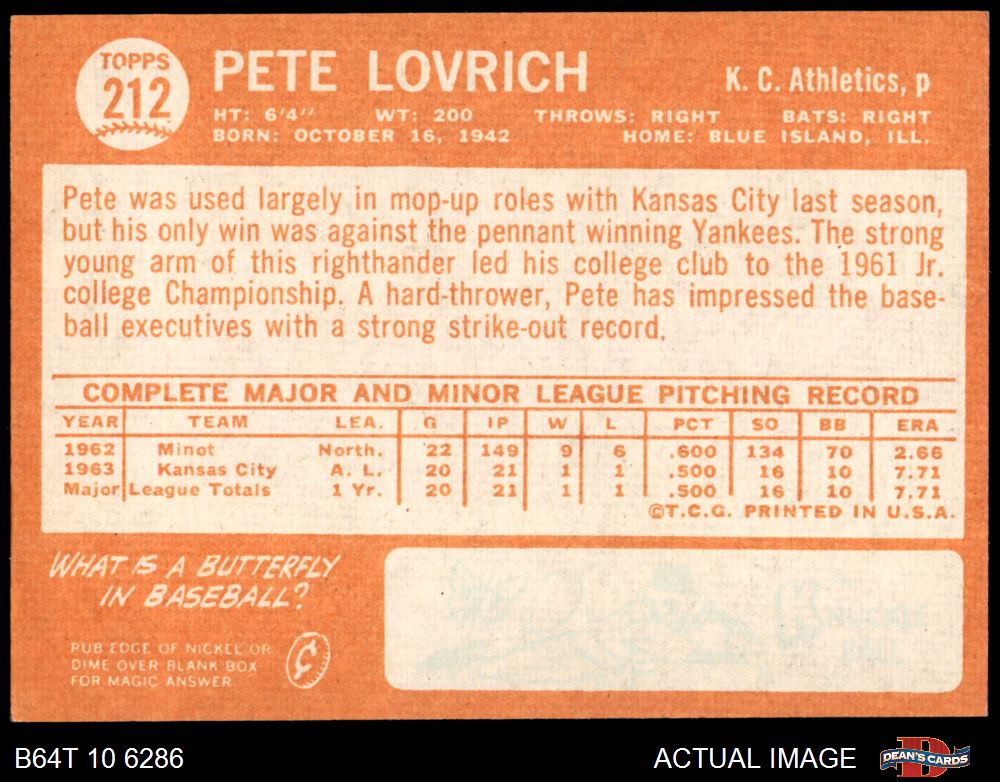 TOPPS
212
PETE LOVRICH
K. C. Athletics, p
HT: 6'4" WT: 200 THROWS: RIGHT BATS: RIGHT
BORN: OCTOBER 16, 1942 HOME: BLUE ISLAND, ILL.
Pete was used largely in mop-up roles with Kansas City last season,
but his only win was against the pennant winning Yankees. The strong
young arm of this righthander led his college club to the 1961 Jr.
college Championship. A hard-thrower, Pete has impressed the base-
ball executives with a strong strike-out record.
COMPLETE MAJOR AND MINOR LEAGUE PITCHING RECORD
YEAR TEAM LEA. G IP W L PCT SO BB ERA
1962 Minot North. 22 149 9 6 .600 134 70 2.66
1963 Kansas City A. L. 20 21 1 1 .500 16 10 7.71
Major League Totals 1 Yr. 20 21 1 1 .500 16 10 7.71
©T.C.G. PRINTED IN U.S.A.
WHAT IS A BUTTERFLY
IN BASEBALL?
RUB EDGE OF NICKEL OR
DIME OVER BLANK BOX
FOR MAGIC ANSWER
¢
A
KNUCKLE
BALL
B64T 10 6286
ACTUAL IMAGE
D
DEAN'S CARDS